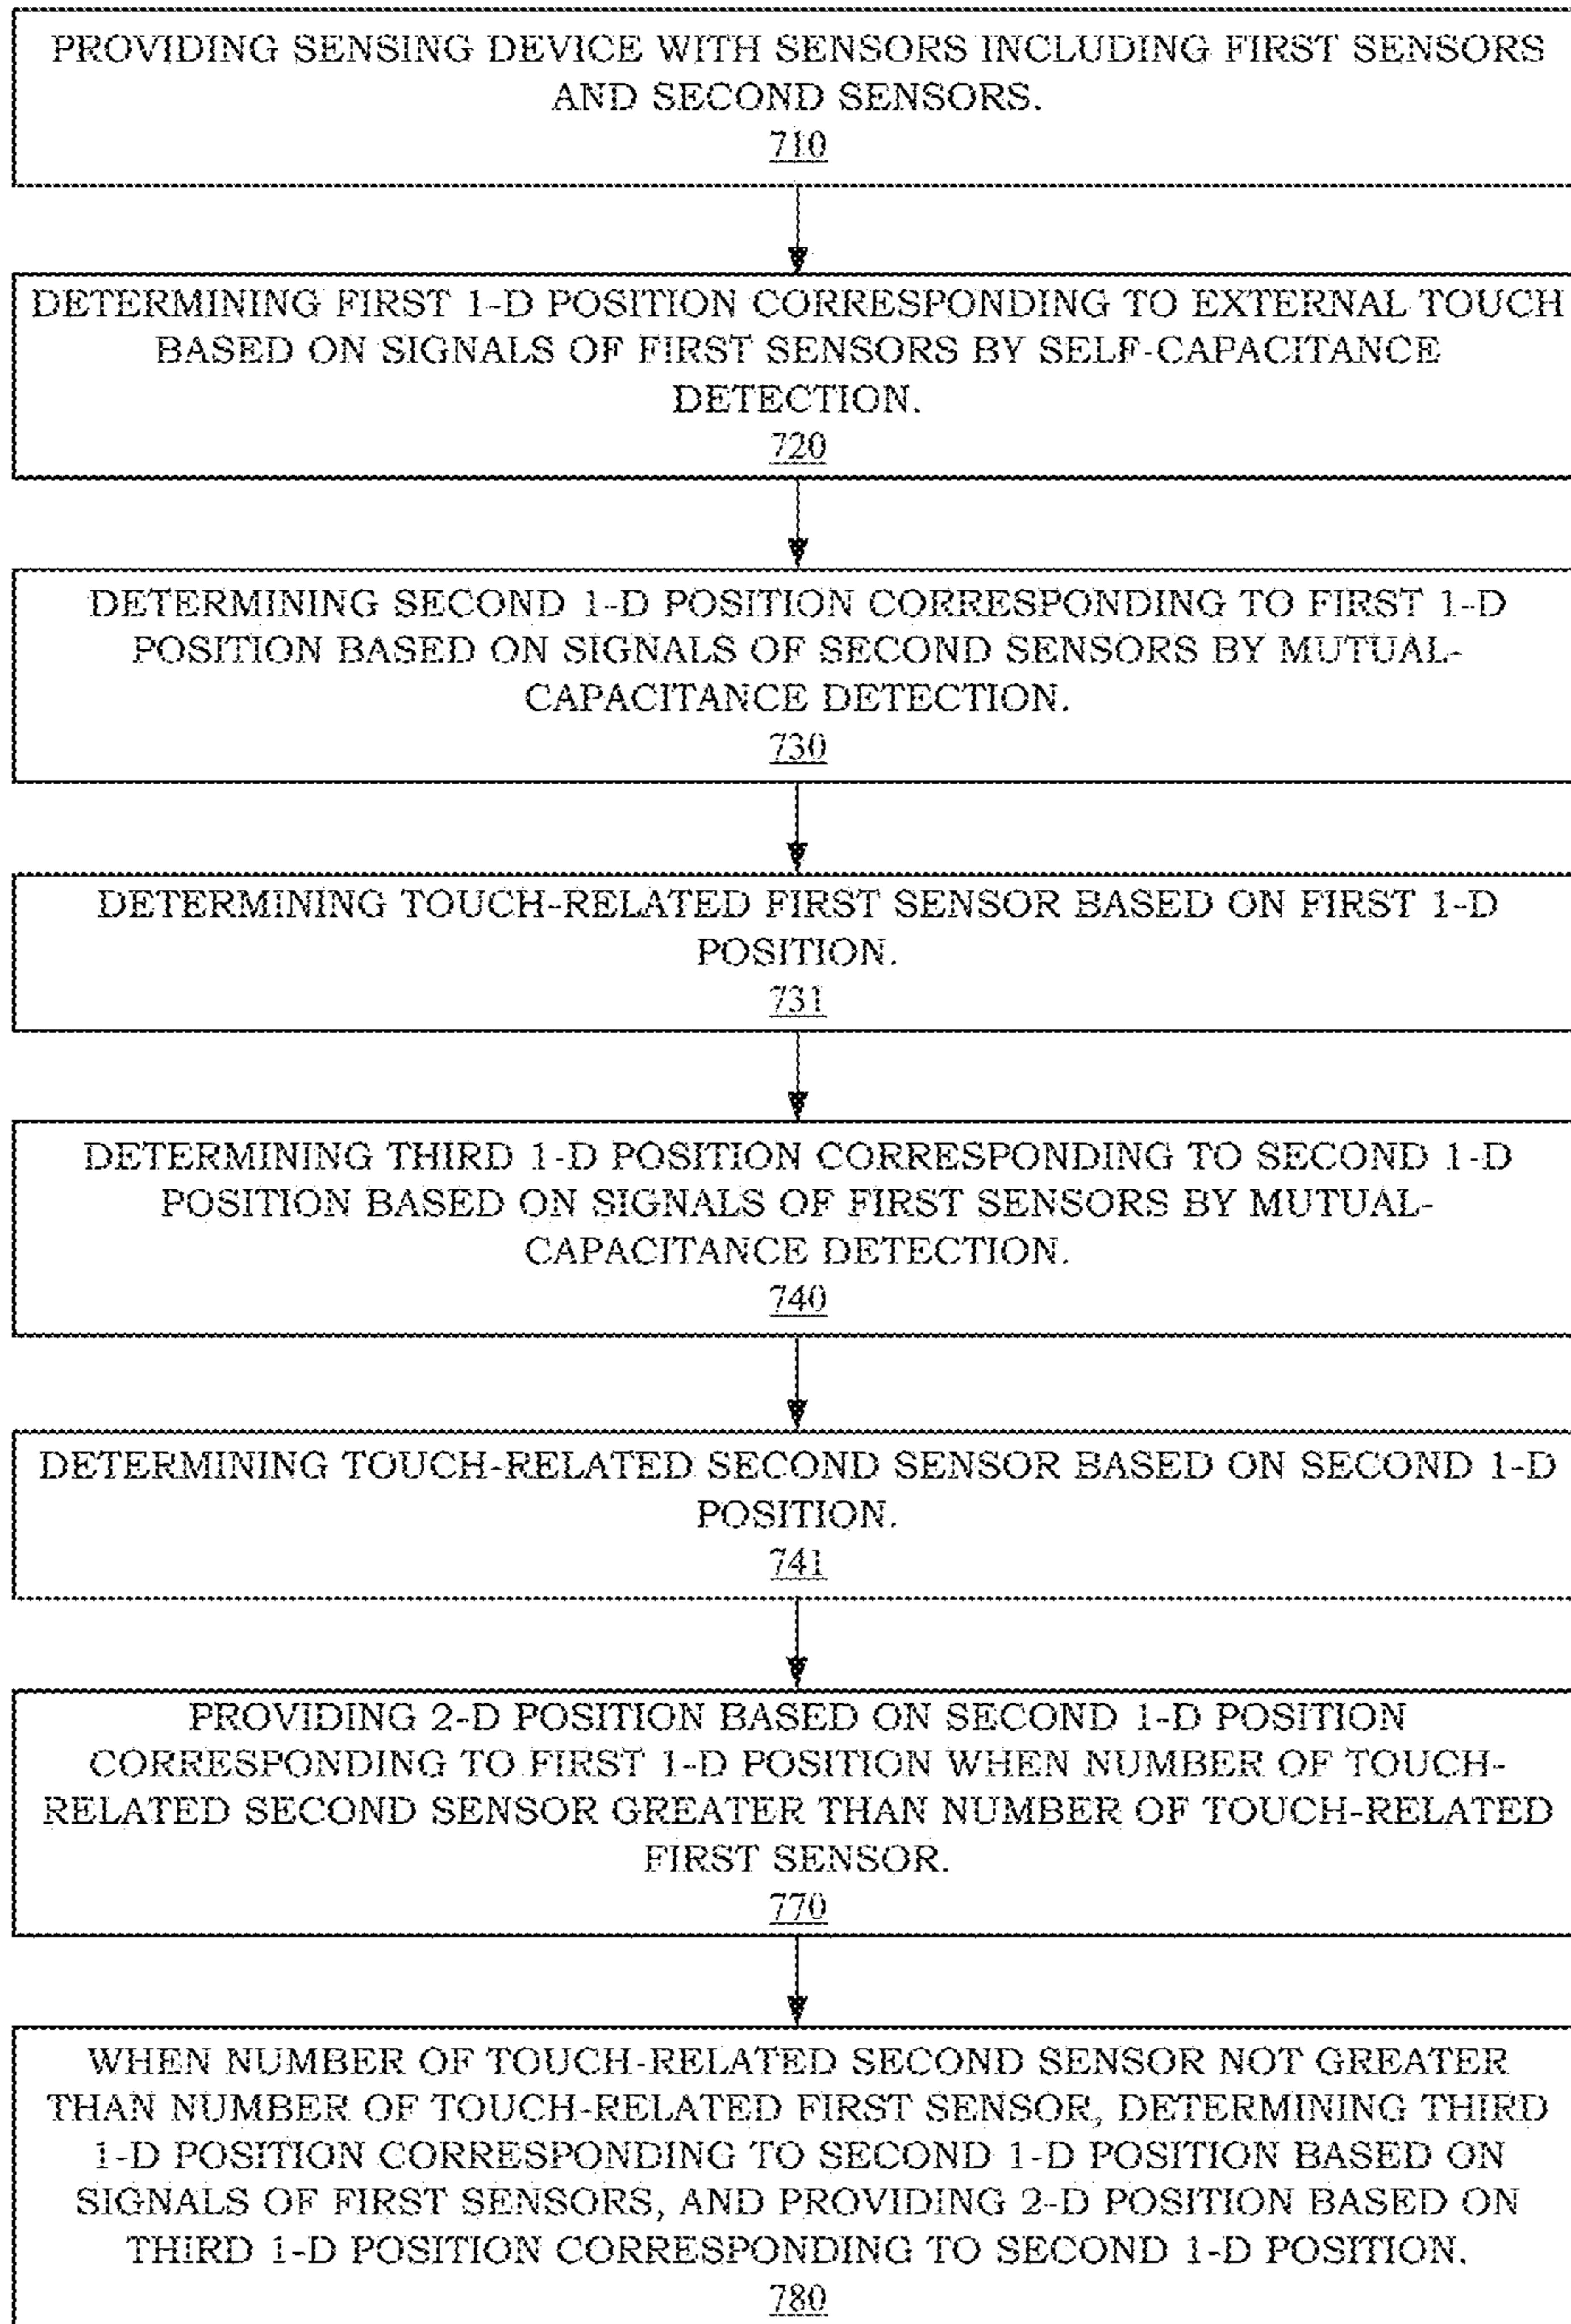 PROVIDING SENSING DEVICE WITH SENSORS INCLUDING FIRST SENSORS
AND SECOND SENSORS.
710
DETERMINING FIRST 1-D POSITION CORRESPONDING TO EXTERNAL TOUCH
BASED ON SIGNALS OF FIRST SENSORS BY SELF-CAPACITANCE
DETECTION.
720
DETERMINING SECOND 1-D POSITION CORRESPONDING TO FIRST 1-D
POSITION BASED ON SIGNALS OF SECOND SENSORS BY MUTUAL-
CAPACITANCE DETECTION.
730
DETERMINING TOUCH-RELATED FIRST SENSOR BASED ON FIRST 1-D
POSITION.
731
DETERMINING THIRD 1-D POSITION CORRESPONDING TO SECOND 1-D
POSITION BASED ON SIGNALS OF FIRST SENSORS BY MUTUAL-
CAPACITANCE DETECTION.
740
DETERMINING TOUCH-RELATED SECOND SENSOR BASED ON SECOND 1-D
POSITION.
741
PROVIDING 2-D POSITION BASED ON SECOND 1-D POSITION
CORRESPONDING TO FIRST 1-D POSITION WHEN NUMBER OF TOUCH-
RELATED SECOND SENSOR GREATER THAN NUMBER OF TOUCH-RELATED
FIRST SENSOR.
770
WHEN NUMBER OF TOUCH-RELATED SECOND SENSOR NOT GREATER
THAN NUMBER OF TOUCH-RELATED FIRST SENSOR, DETERMINING THIRD
1-D POSITION CORRESPONDING TO SECOND 1-D POSITION BASED ON
SIGNALS OF FIRST SENSORS, AND PROVIDING 2-D POSITION BASED ON
THIRD 1-D POSITION CORRESPONDING TO SECOND 1-D POSITION.
780